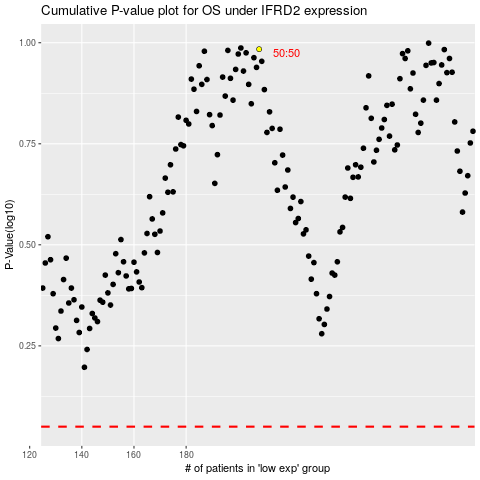 Cumulative P-value plot for OS under IFRD2 expression
P-Value(log10)
1.00
0.75
0.50
0.25
50:50
120 140 160 180
# of patients in 'low exp' group